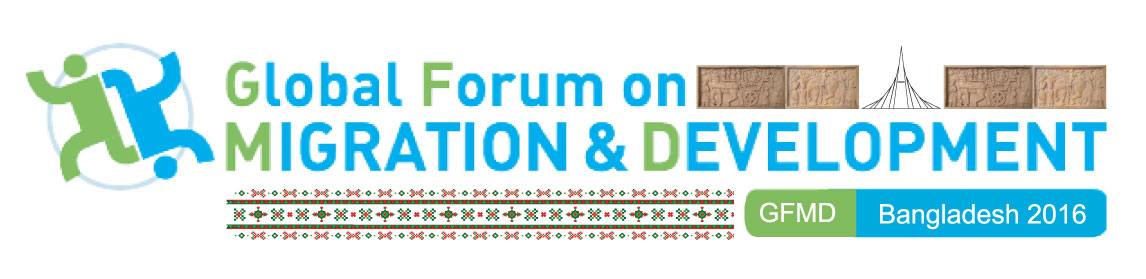 Global Forum on
MIGRATION & DEVELOPMENT
GFMD Bangladesh 2016